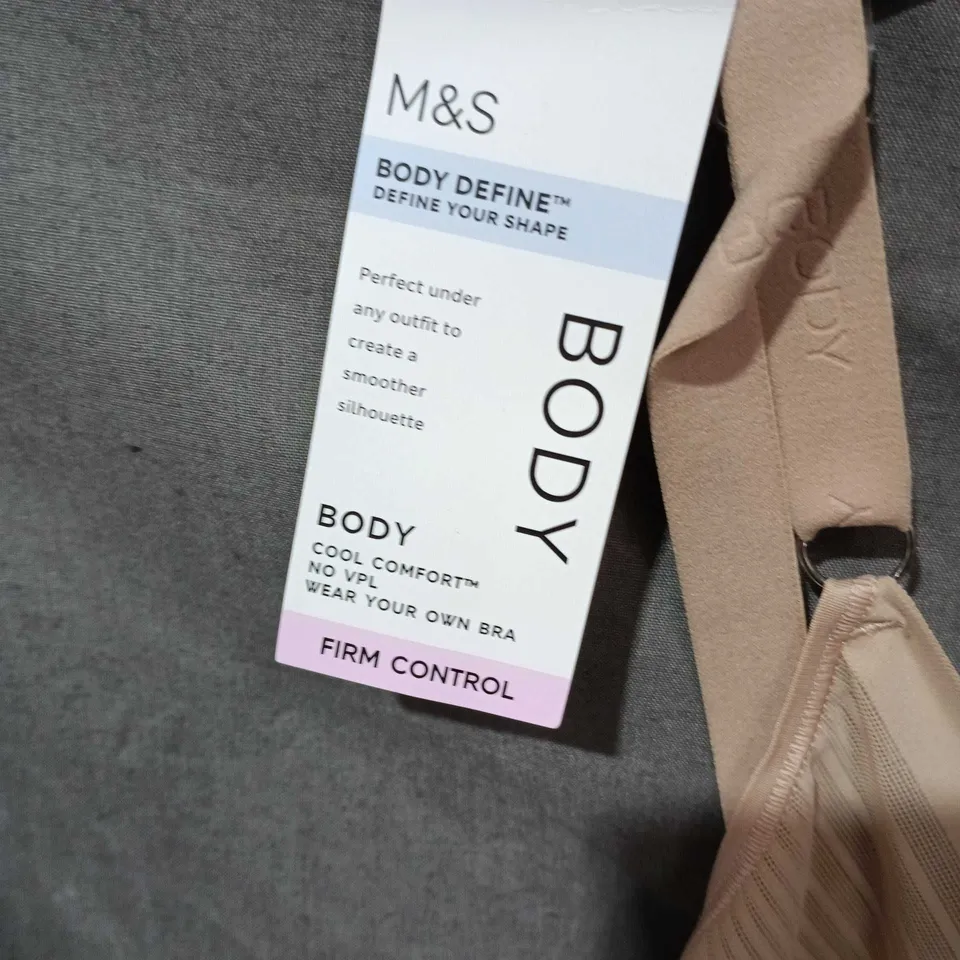 M&S
BODY DEFINE™
DEFINE YOUR SHAPE
Perfect under
any outfit to
create a
smoother
silhouette
BODY
BODY
COOL COMFORT™
NO VPL
WEAR YOUR OWN BRA
FIRM CONTROL
BODY